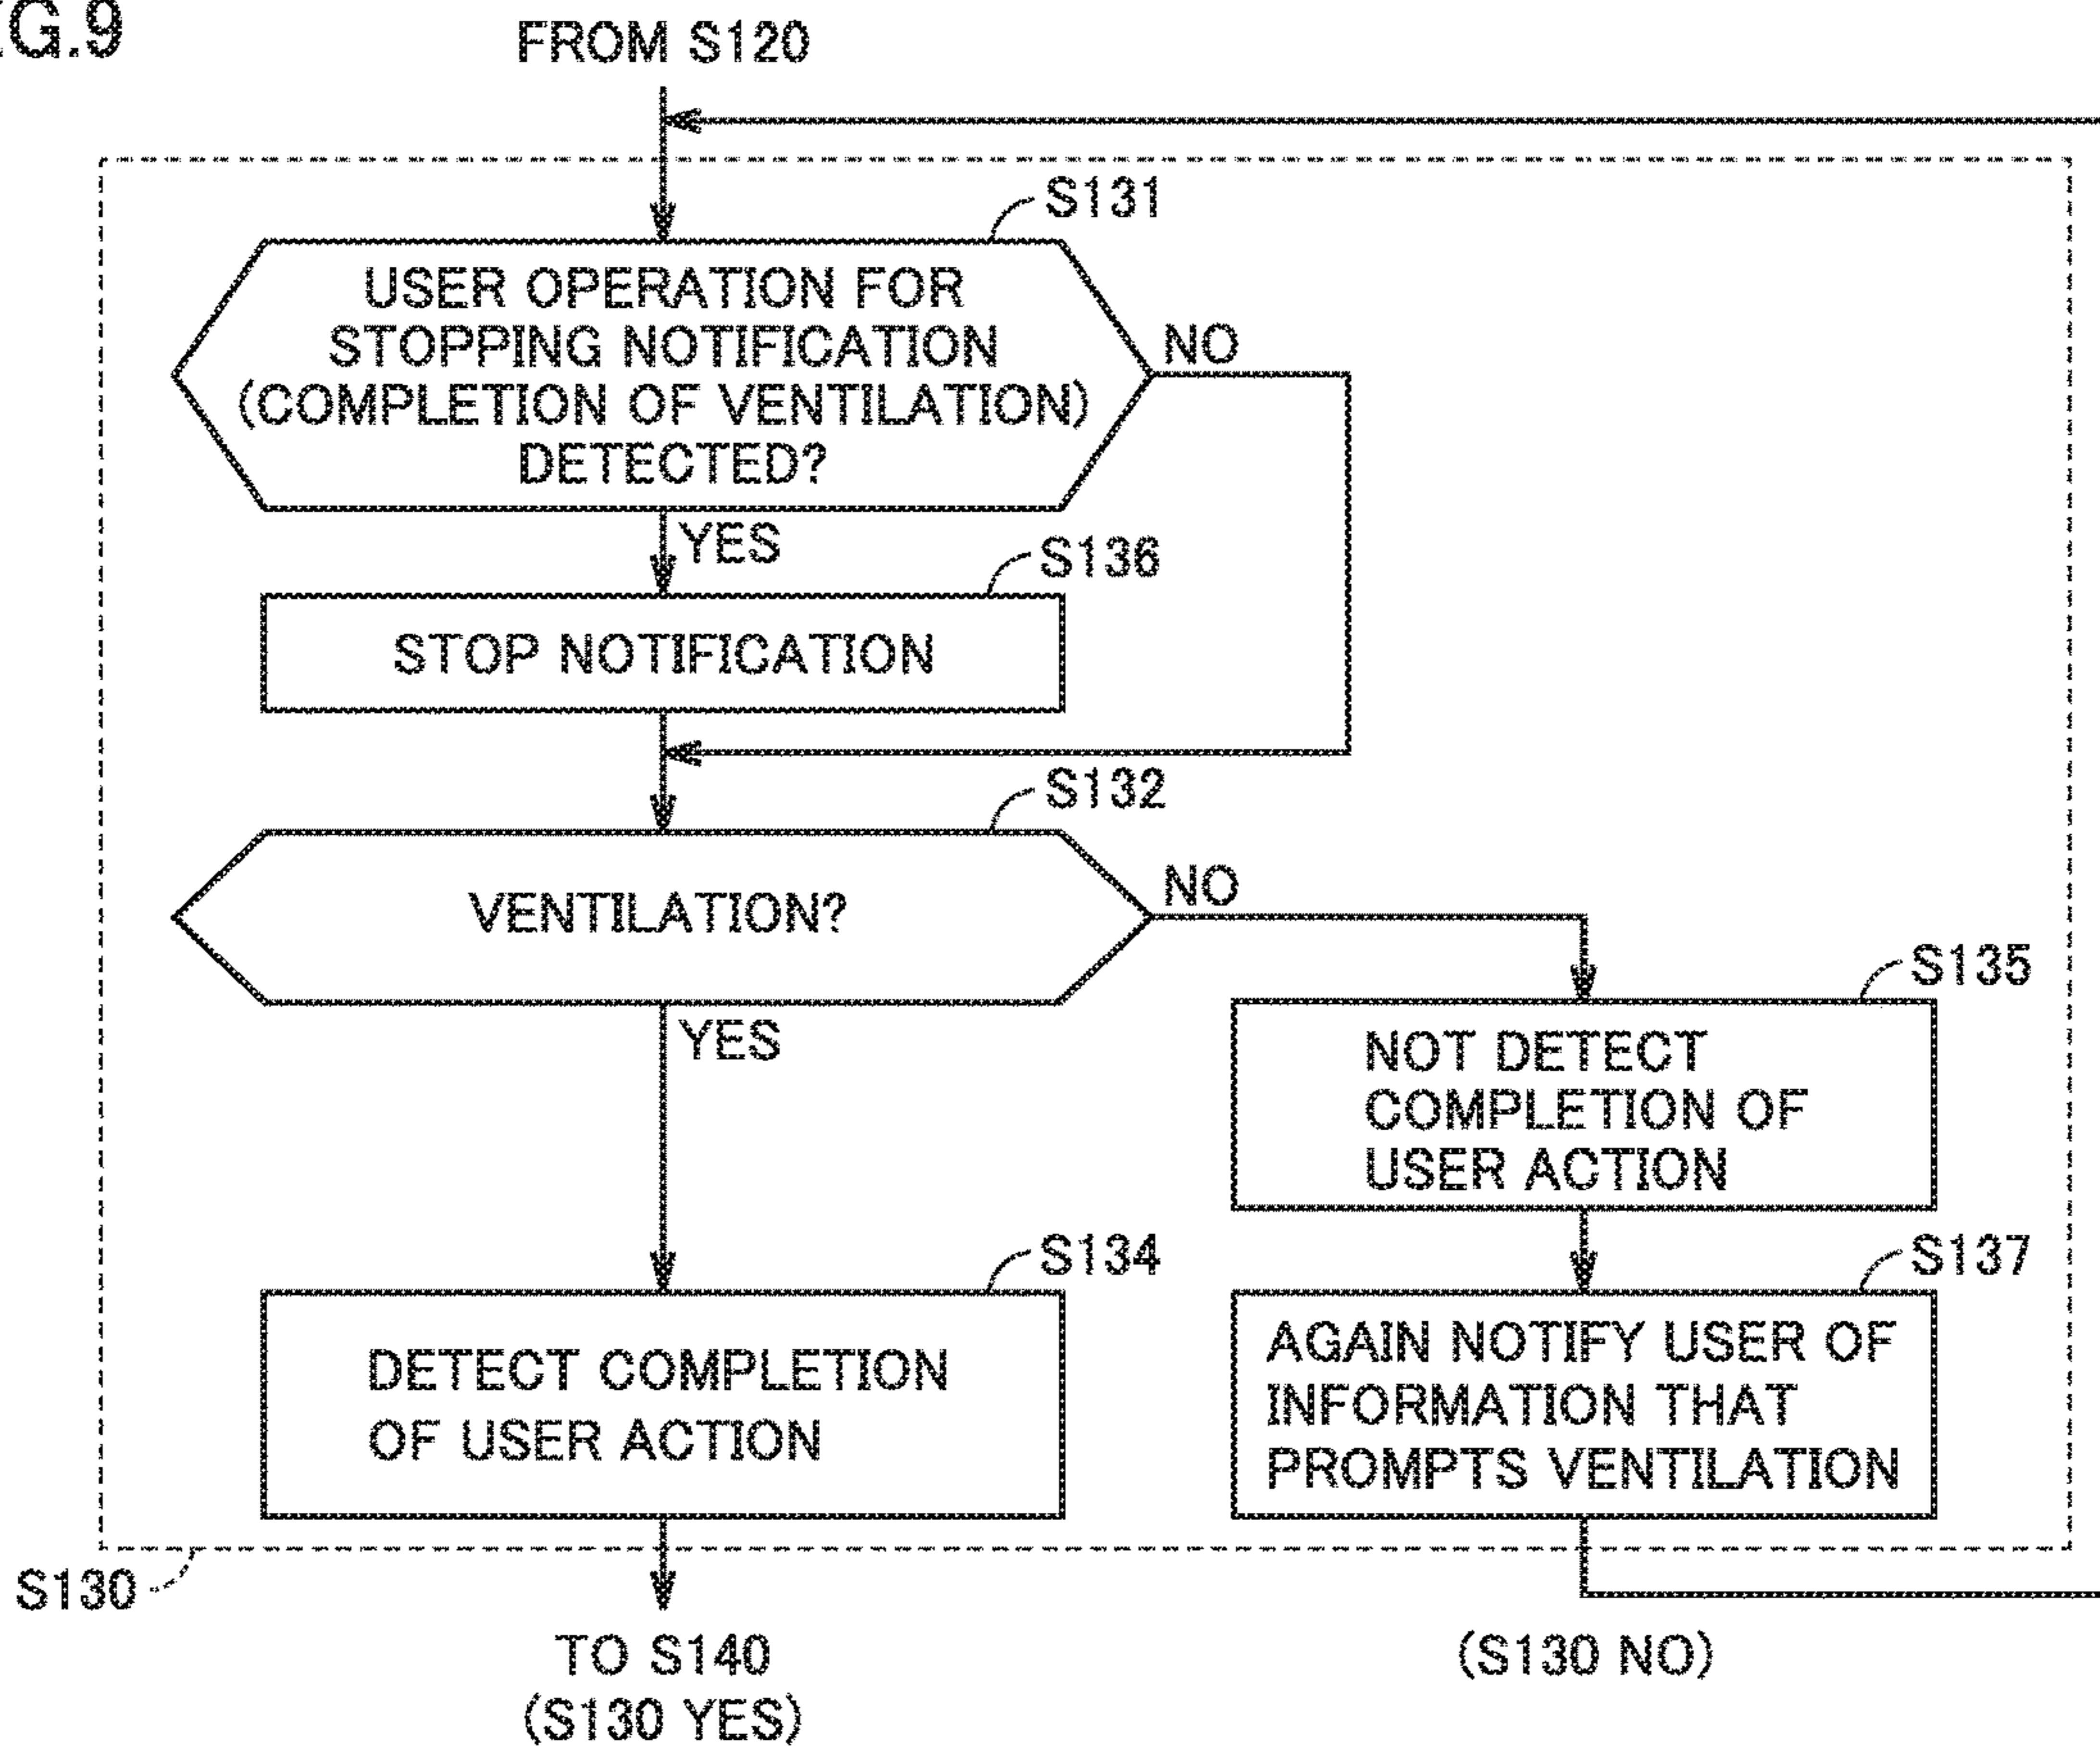 G.9
FROM S120
S131
USER OPERATION FOR
STOPPING NOTIFICATION
(COMPLETION OF VENTILATION)
DETECTED?
NO
YES
S136
STOP NOTIFICATION
S132
VENTILATION?
NO
YES
S135
NOT DETECT
COMPLETION OF
USER ACTION
S134
DETECT COMPLETION
OF USER ACTION
S137
AGAIN NOTIFY USER OF
INFORMATION THAT
PROMPTS VENTILATION
S130
TO S140
(S130 YES)
(S130 NO)